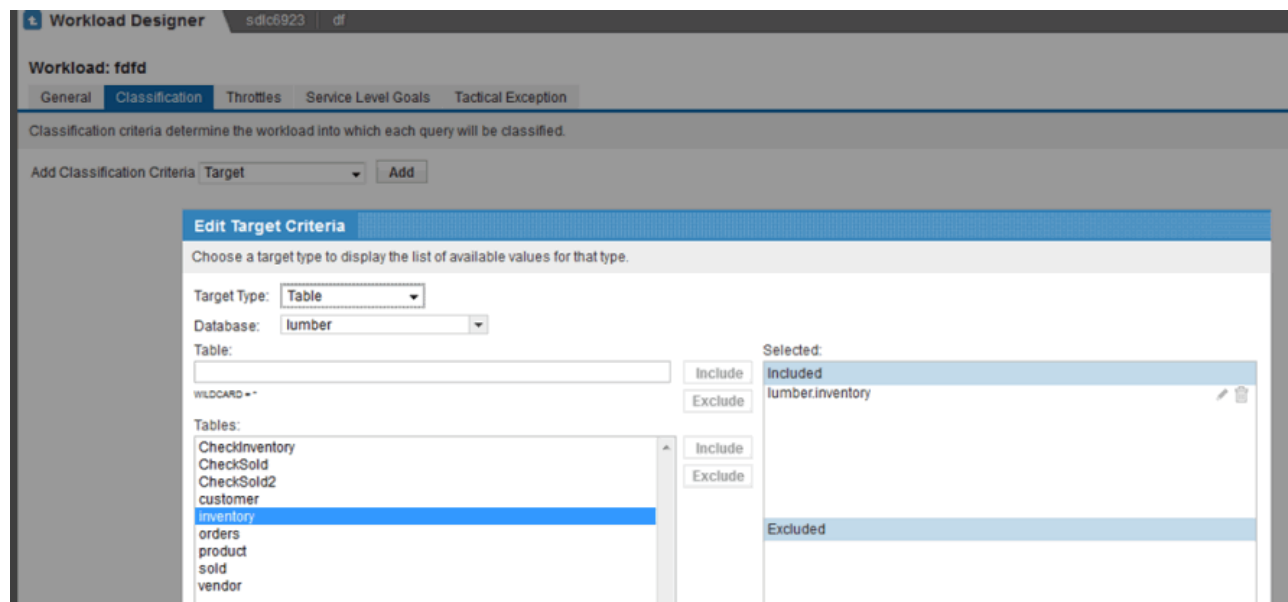 Workload Designer sdlc6923 df
Workload: fdfd
General Classification Throttles Service Level Goals Tactical Exception
Classification criteria determine the workload into which each query will be classified.
Add Classification Criteria Target Add
Edit Target Criteria
Choose a target type to display the list of available values for that type.
Target Type: Table
Database: lumber
Table: Selected:
Include Included
WILDCARD = * Exclude lumber.inventory
Tables:
CheckInventory Include
CheckSold
CheckSold2 Exclude
customer
inventory
orders Excluded
product
sold
vendor